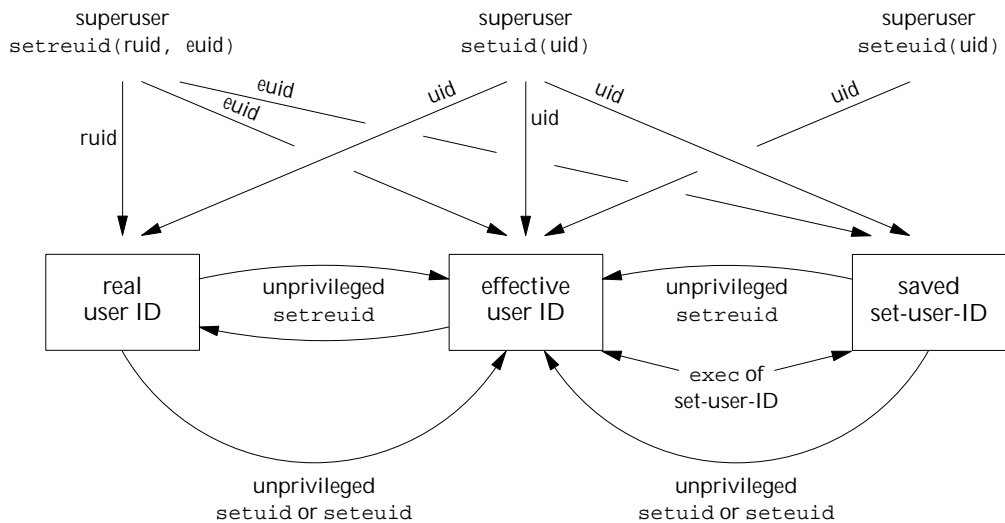 superuser
setreuid(ruid, euid)
superuser
setuid(uid)
superuser
seteuid(uid)
euid
euid
uid
uid
uid
ruid
uid
real
user ID
unprivileged
setreuid
effective
user ID
unprivileged
setreuid
saved
set-user-ID
exec of
set-user-ID
unprivileged
setuid or seteuid
unprivileged
setuid or seteuid